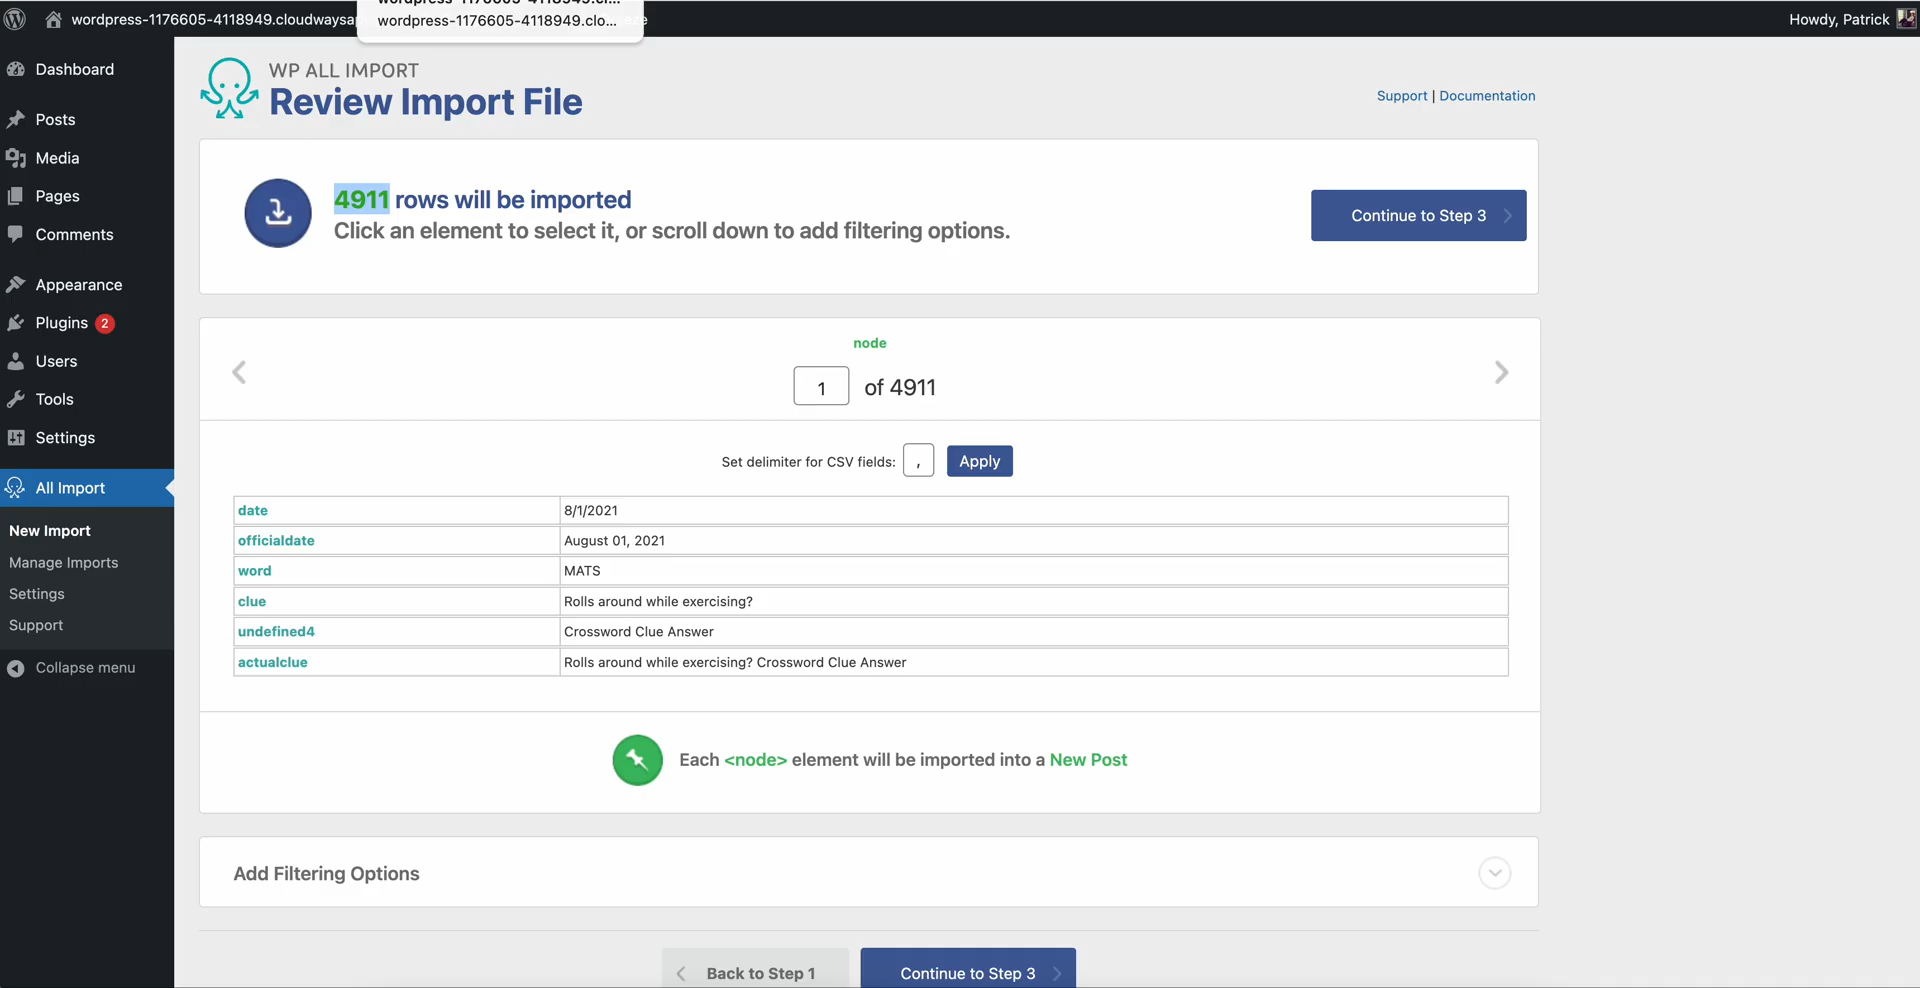 wordpress-1176605-4118949.cloudwaysa
wordpress-1176605-4118949.clo...
Howdy, Patrick
Dashboard
Posts
Media
Pages
Comments
Appearance
Plugins 2
Users
Tools
Settings
All Import
New Import
Manage Imports
Settings
Support
Collapse menu
WP ALL IMPORT
Review Import File
Support | Documentation
4911 rows will be imported
Click an element to select it, or scroll down to add filtering options.
Continue to Step 3
node
1 of 4911
Set delimiter for CSV fields: , Apply
date 8/1/2021
officialdate August 01, 2021
word MATS
clue Rolls around while exercising?
undefined4 Crossword Clue Answer
actualclue Rolls around while exercising? Crossword Clue Answer
Each <node> element will be imported into a New Post
Add Filtering Options
Back to Step 1
Continue to Step 3